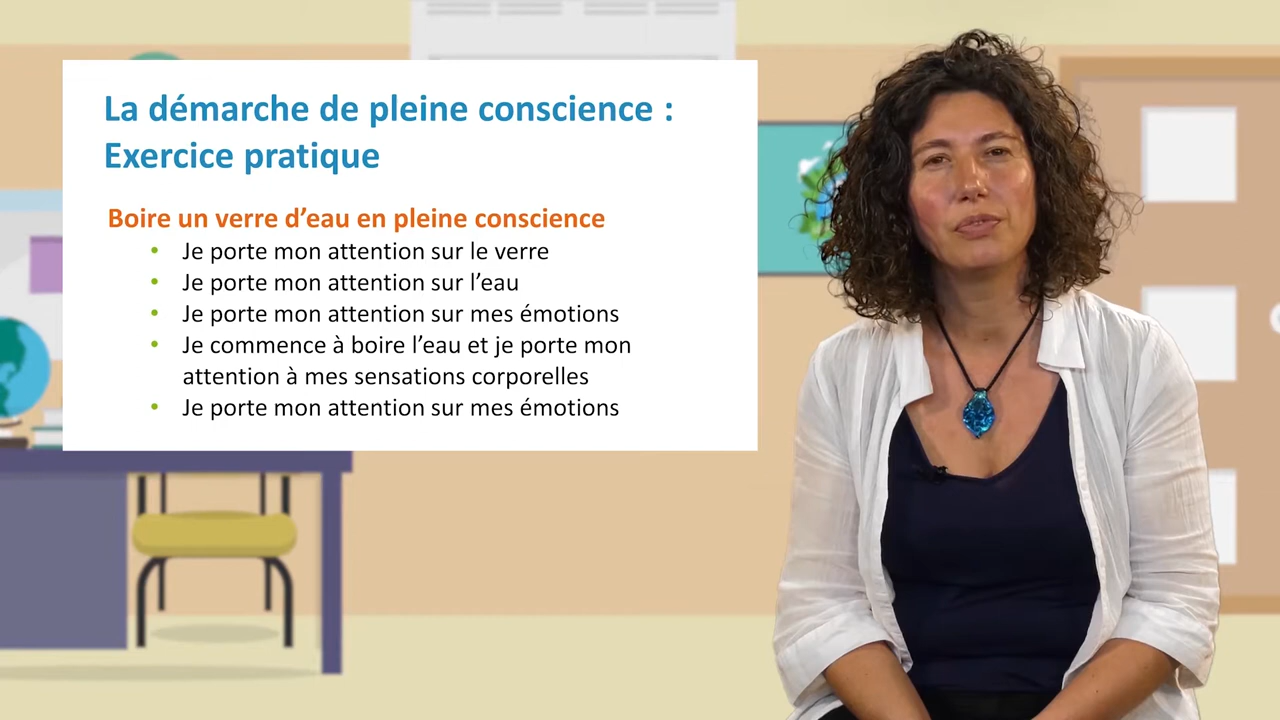 La démarche de pleine conscience :
Exercice pratique
Boire un verre d’eau en pleine conscience
• Je porte mon attention sur le verre
• Je porte mon attention sur l’eau
• Je porte mon attention sur mes émotions
• Je commence à boire l’eau et je porte mon
attention à mes sensations corporelles
• Je porte mon attention sur mes émotions